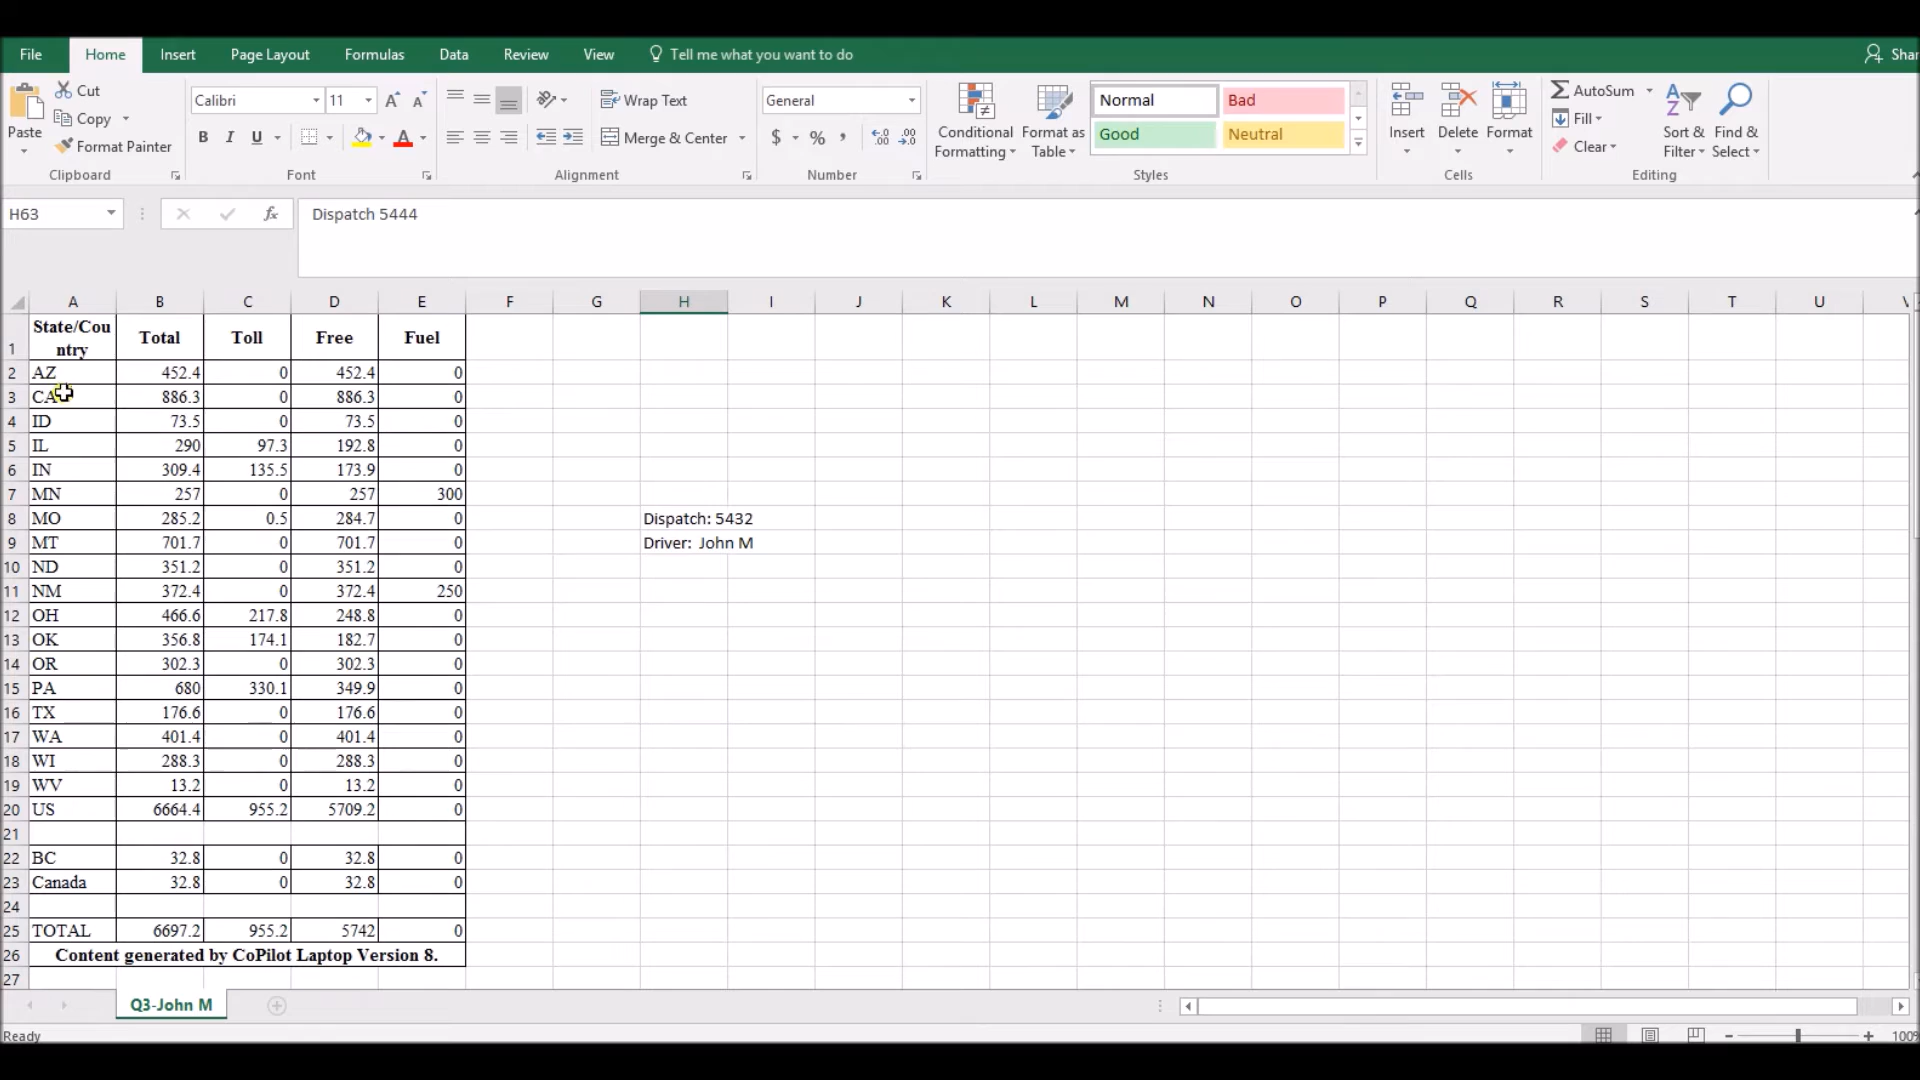 File Home Insert Page Layout Formulas Data Review View Tell me what you want to do Shar
Cut
Copy
Format Painter
Paste
Clipboard
Calibri 11
B I U
Font
Wrap Text
Merge & Center
Alignment
General
$ % ,
Number
Conditional Formatting
Format as Table
Normal Bad
Good Neutral
Styles
Insert Delete Format
Cells
AutoSum
Fill
Clear
Sort & Filter
Find & Select
Editing
H63 fx Dispatch 5444
A B C D E F G H I J K L M N O P Q R S T U V
1 State/Country Total Toll Free Fuel
2 AZ 452.4 0 452.4 0
3 CA 886.3 0 886.3 0
4 ID 73.5 0 73.5 0
5 IL 290 97.3 192.8 0
6 IN 309.4 135.5 173.9 0
7 MN 257 0 257 300
8 MO 285.2 0.5 284.7 0 Dispatch: 5432
9 MT 701.7 0 701.7 0 Driver: John M
10 ND 351.2 0 351.2 0
11 NM 372.4 0 372.4 250
12 OH 466.6 217.8 248.8 0
13 OK 356.8 174.1 182.7 0
14 OR 302.3 0 302.3 0
15 PA 680 330.1 349.9 0
16 TX 176.6 0 176.6 0
17 WA 401.4 0 401.4 0
18 WI 288.3 0 288.3 0
19 WV 13.2 0 13.2 0
20 US 6664.4 955.2 5709.2 0
21
22 BC 32.8 0 32.8 0
23 Canada 32.8 0 32.8 0
24
25 TOTAL 6697.2 955.2 5742 0
26 Content generated by CoPilot Laptop Version 8.
27
Q3-John M
Ready 100%